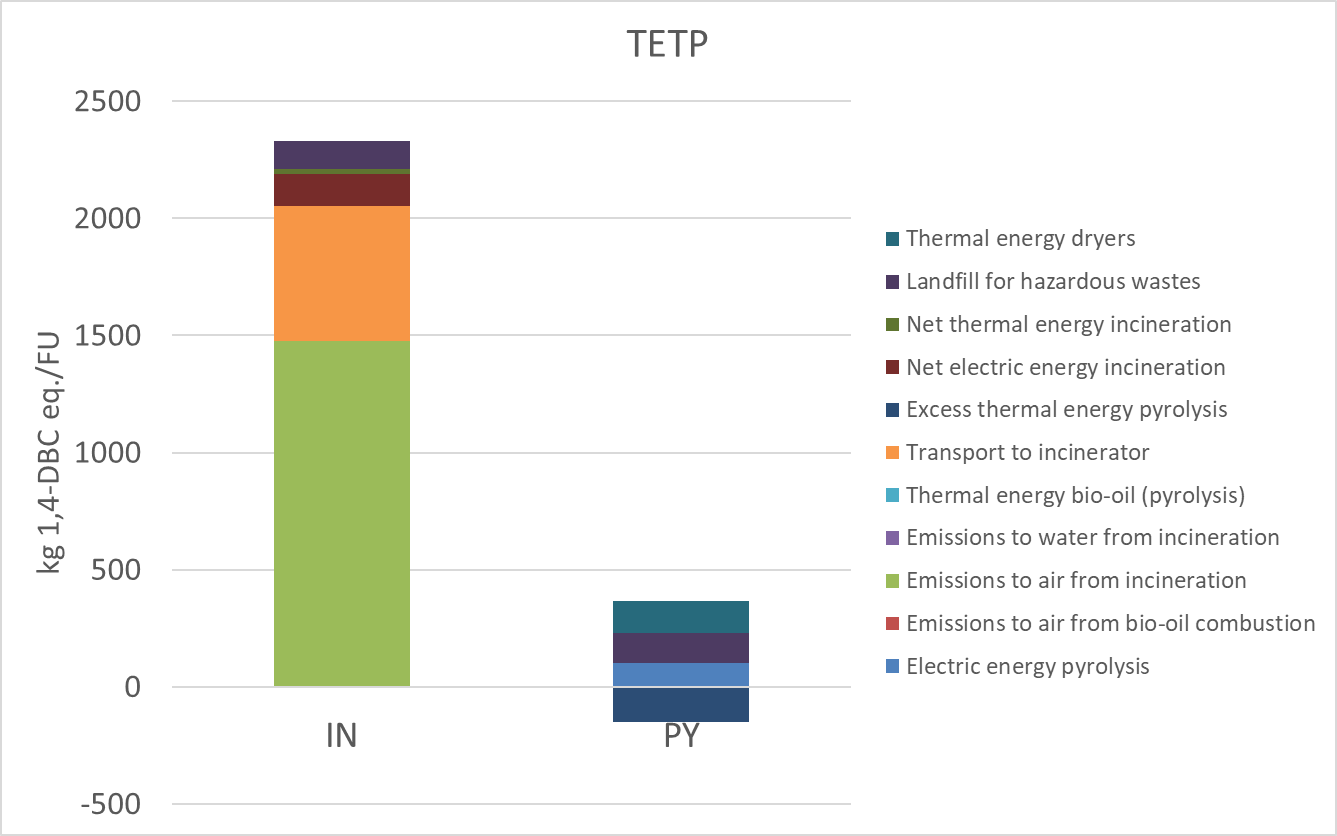 TETP
2500
2000
1500
1000
500
0
-500
kg 1,4-DBC eq./FU
IN
PY
Thermal energy dryers
Landfill for hazardous wastes
Net thermal energy incineration
Net electric energy incineration
Excess thermal energy pyrolysis
Transport to incinerator
Thermal energy bio-oil (pyrolysis)
Emissions to water from incineration
Emissions to air from incineration
Emissions to air from bio-oil combustion
Electric energy pyrolysis